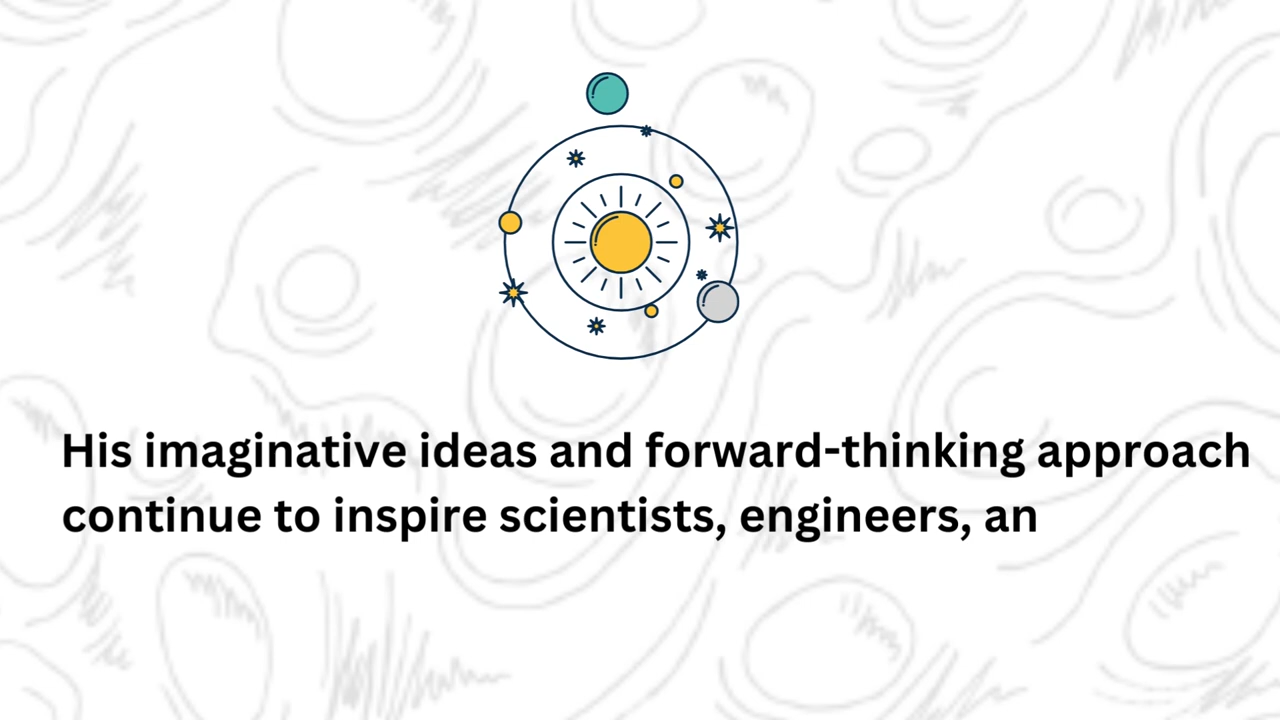 His imaginative ideas and forward-thinking approach
continue to inspire scientists, engineers, an